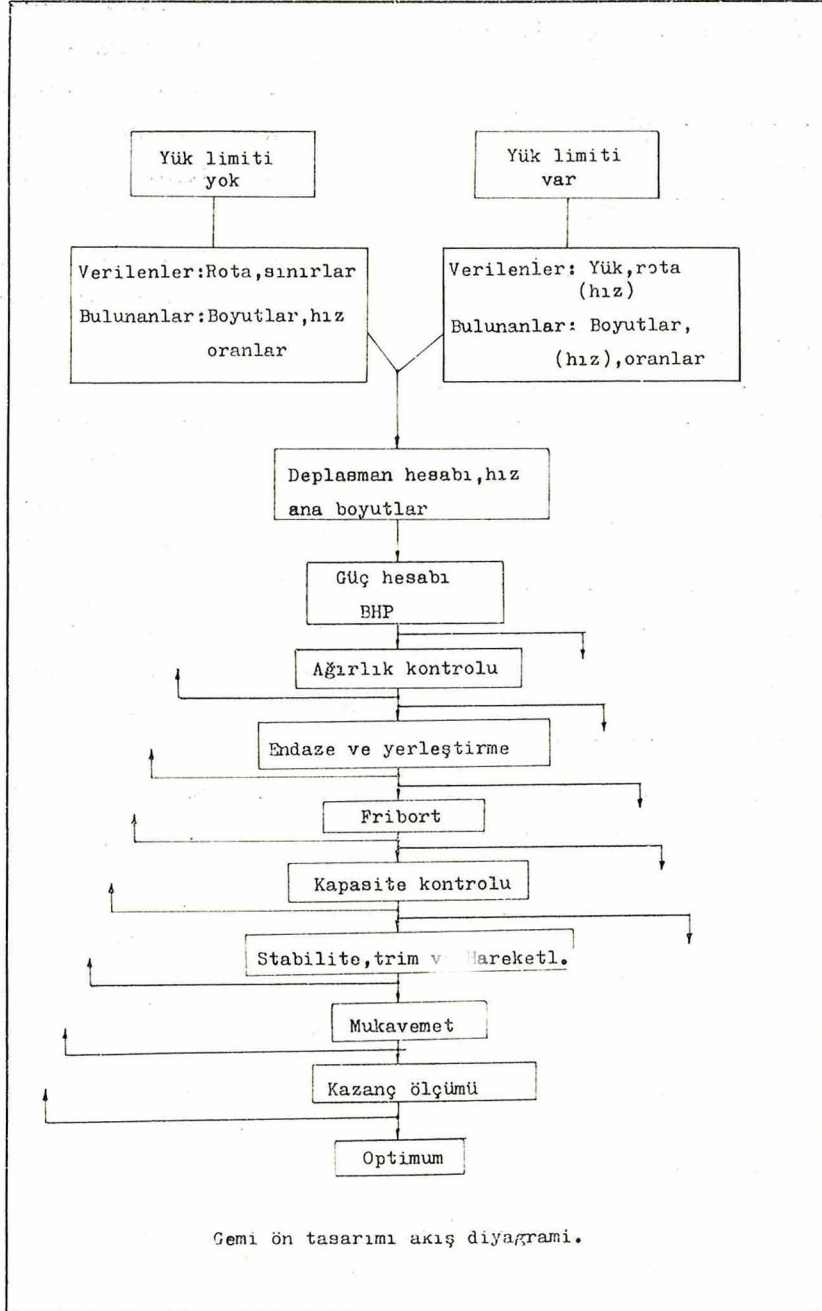 Yük limiti
yok
Yük limiti
var
Verilenler:Rota,sınırlar
Bulunanlar:Boyutlar,hız
oranlar
Verilenler: Yük,rota
(hız)
Bulunanlar: Boyutlar,
(hız),oranlar
Deplasman hesabı,hız
ana boyutlar
Güç hesabı
BHP
Ağırlık kontrolu
Endaze ve yerleştirme
Fribort
Kapasite kontrolu
Stabilite,trim v Hareketl.
Mukavemet
Kazanç ölçümü
Optimum
Gemi ön tasarımı akış diyagrami.